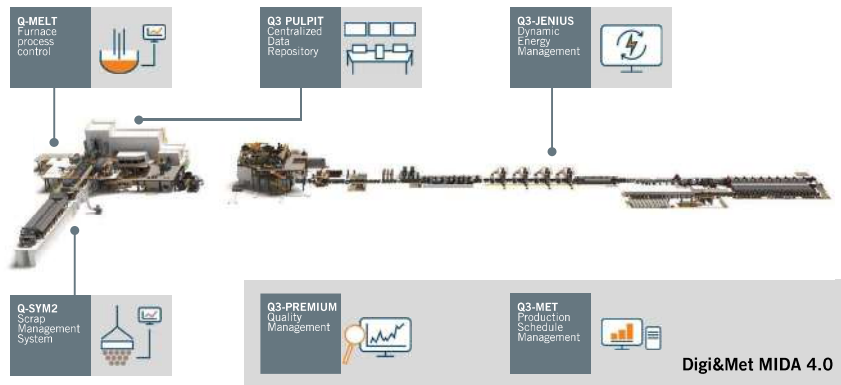 Q-MELT
Furnace
process
control
Q3 PULPIT
Centralized
Data
Repository
Q3-JENIUS
Dynamic
Energy
Management
Q-SYM2
Scrap
Management
System
Q3-PREMIUM
Quality
Management
Q3-MET
Production
Schedule
Management
Digi&Met MIDA 4.0